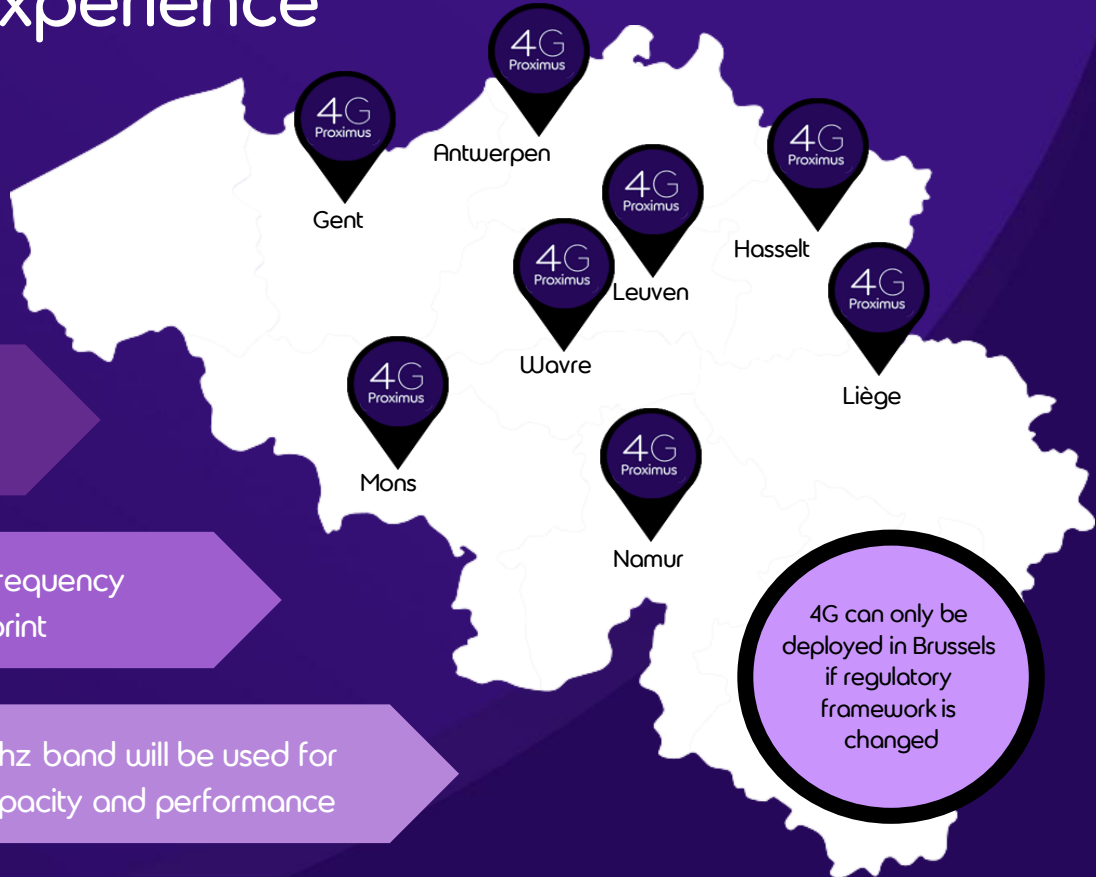 xperience
4G
Proximus
Antwerpen
4G
Proximus
Gent
4G
Proximus
Hasselt
4G
Proximus
Leuven
4G
Proximus
Wavre
4G
Proximus
Liège
4G
Proximus
Mons
4G
Proximus
Namur
requency
print
hz band will be used for
pacity and performance
4G can only be
deployed in Brussels
if regulatory
framework is
changed